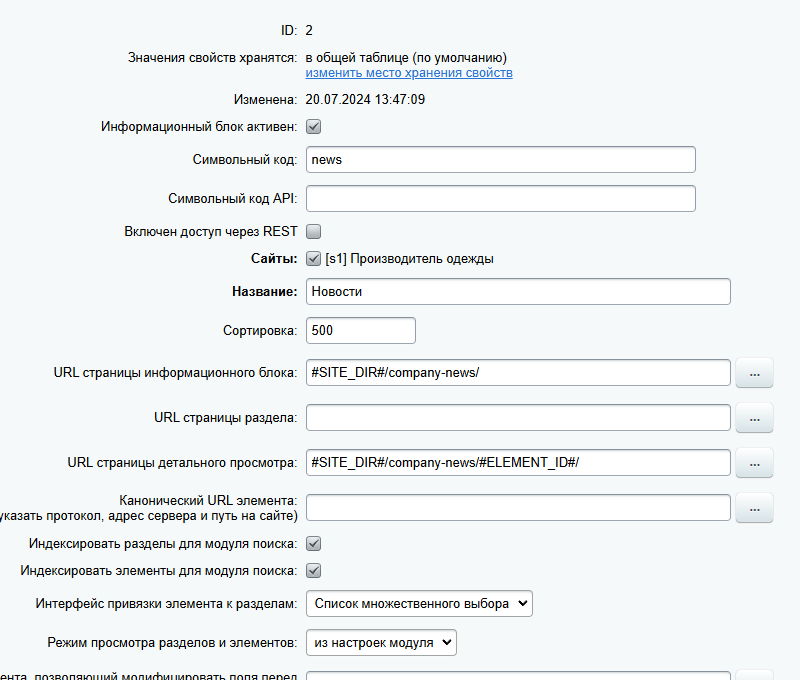 ID: 2
Значения свойств хранятся: в общей таблице (по умолчанию)
изменить место хранения свойств
Изменена: 20.07.2024 13:47:09
Информационный блок активен:
Символьный код: news
Символьный код API:
Включен доступ через REST
Сайты: [s1] Производитель одежды
Название: Новости
Сортировка: 500
URL страницы информационного блока: #SITE_DIR#/company-news/ ...
URL страницы раздела: ...
URL страницы детального просмотра: #SITE_DIR#/company-news/#ELEMENT_ID#/ ...
Канонический URL элемента: ...
указать протокол, адрес сервера и путь на сайте)
Индексировать разделы для модуля поиска:
Индексировать элементы для модуля поиска:
Интерфейс привязки элемента к разделам: Список множественного выбора
Режим просмотра разделов и элементов: из настроек модуля
позволяющий модифицировать поля перед